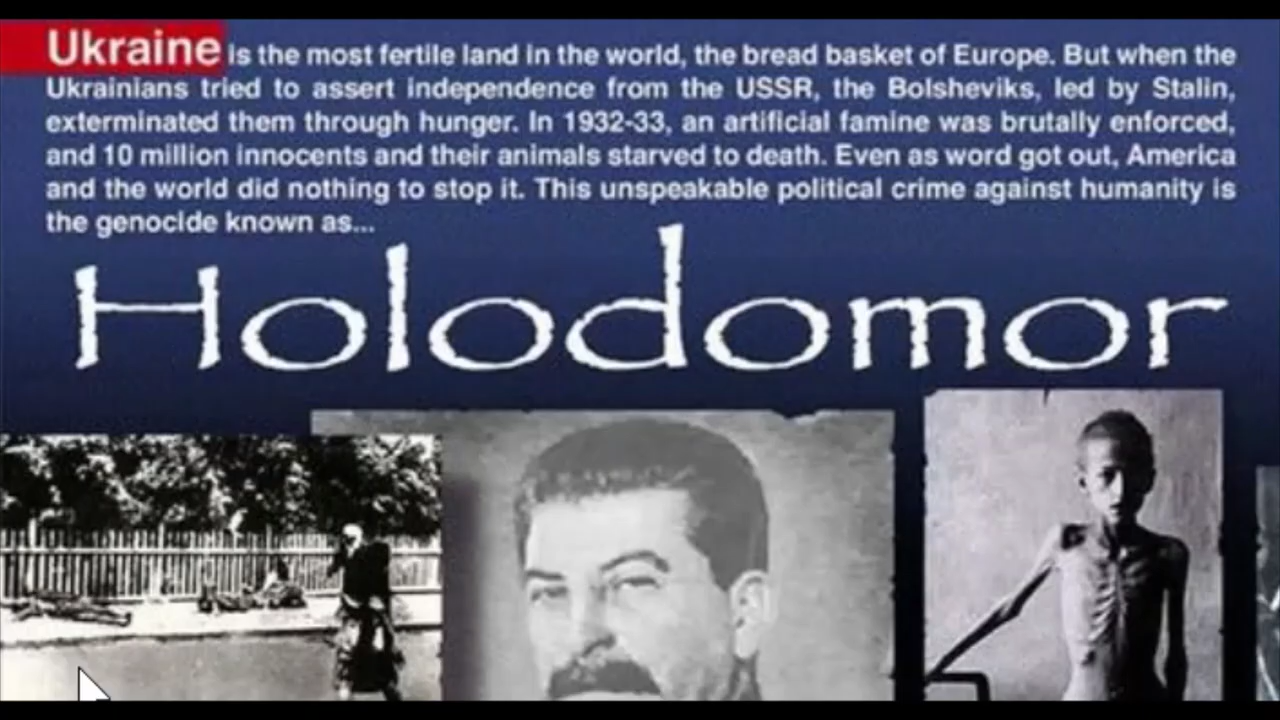 Ukraine is the most fertile land in the world, the bread basket of Europe. But when the
Ukrainians tried to assert independence from the USSR, the Bolsheviks, led by Stalin,
exterminated them through hunger. In 1932-33, an artificial famine was brutally enforced,
and 10 million innocents and their animals starved to death. Even as word got out, America
and the world did nothing to stop it. This unspeakable political crime against humanity is
the genocide known as...
Holodomor